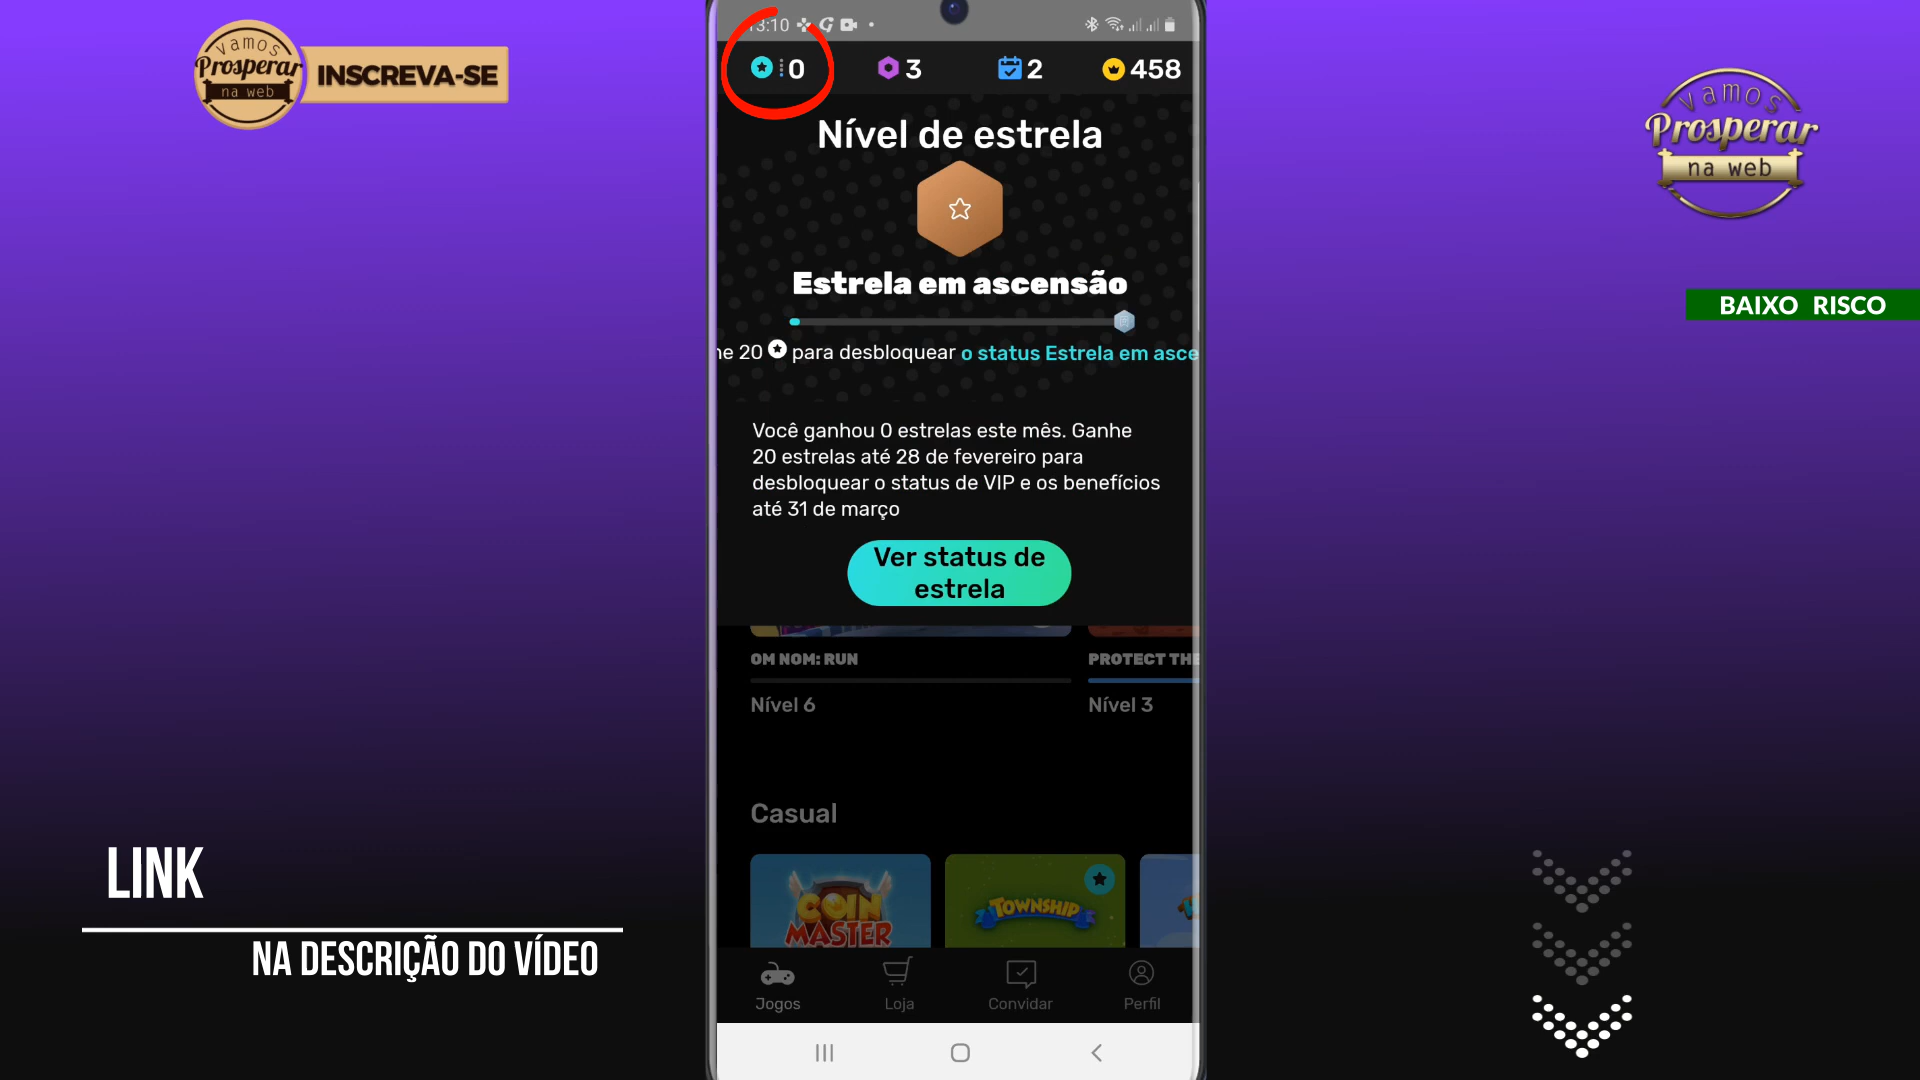 vamos
Prosperar
na web
INSCREVA-SE
vamos
Prosperar
na web
BAIXO RISCO
LINK
NA DESCRIÇÃO DO VÍDEO
3:10
0
3
2
458
Nível de estrela
Estrela em ascensão
20 para desbloquear o status Estrela em asce
Você ganhou 0 estrelas este mês. Ganhe
20 estrelas até 28 de fevereiro para
desbloquear o status de VIP e os benefícios
até 31 de março
Ver status de
estrela
OM NOM: RUN
PROTECT THE
Nível 6
Nível 3
Casual
COIN
MASTER
TOWNSHIP
Jogos
Loja
Convidar
Perfil